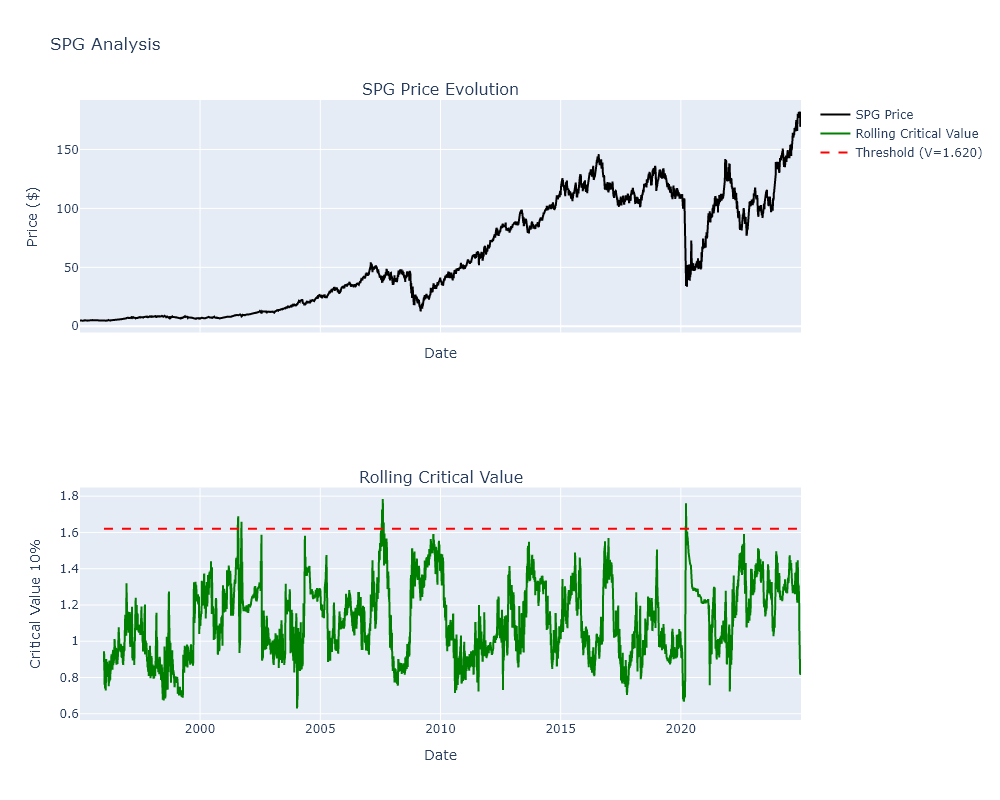 SPG Analysis
SPG Price Evolution
SPG Price
Rolling Critical Value
Threshold (V=1.620)
Price ($)
150
100
50
0
Date
Rolling Critical Value
Critical Value 10%
1.8
1.6
1.4
1.2
1
0.8
0.6
2000
2005
2010
2015
2020
Date